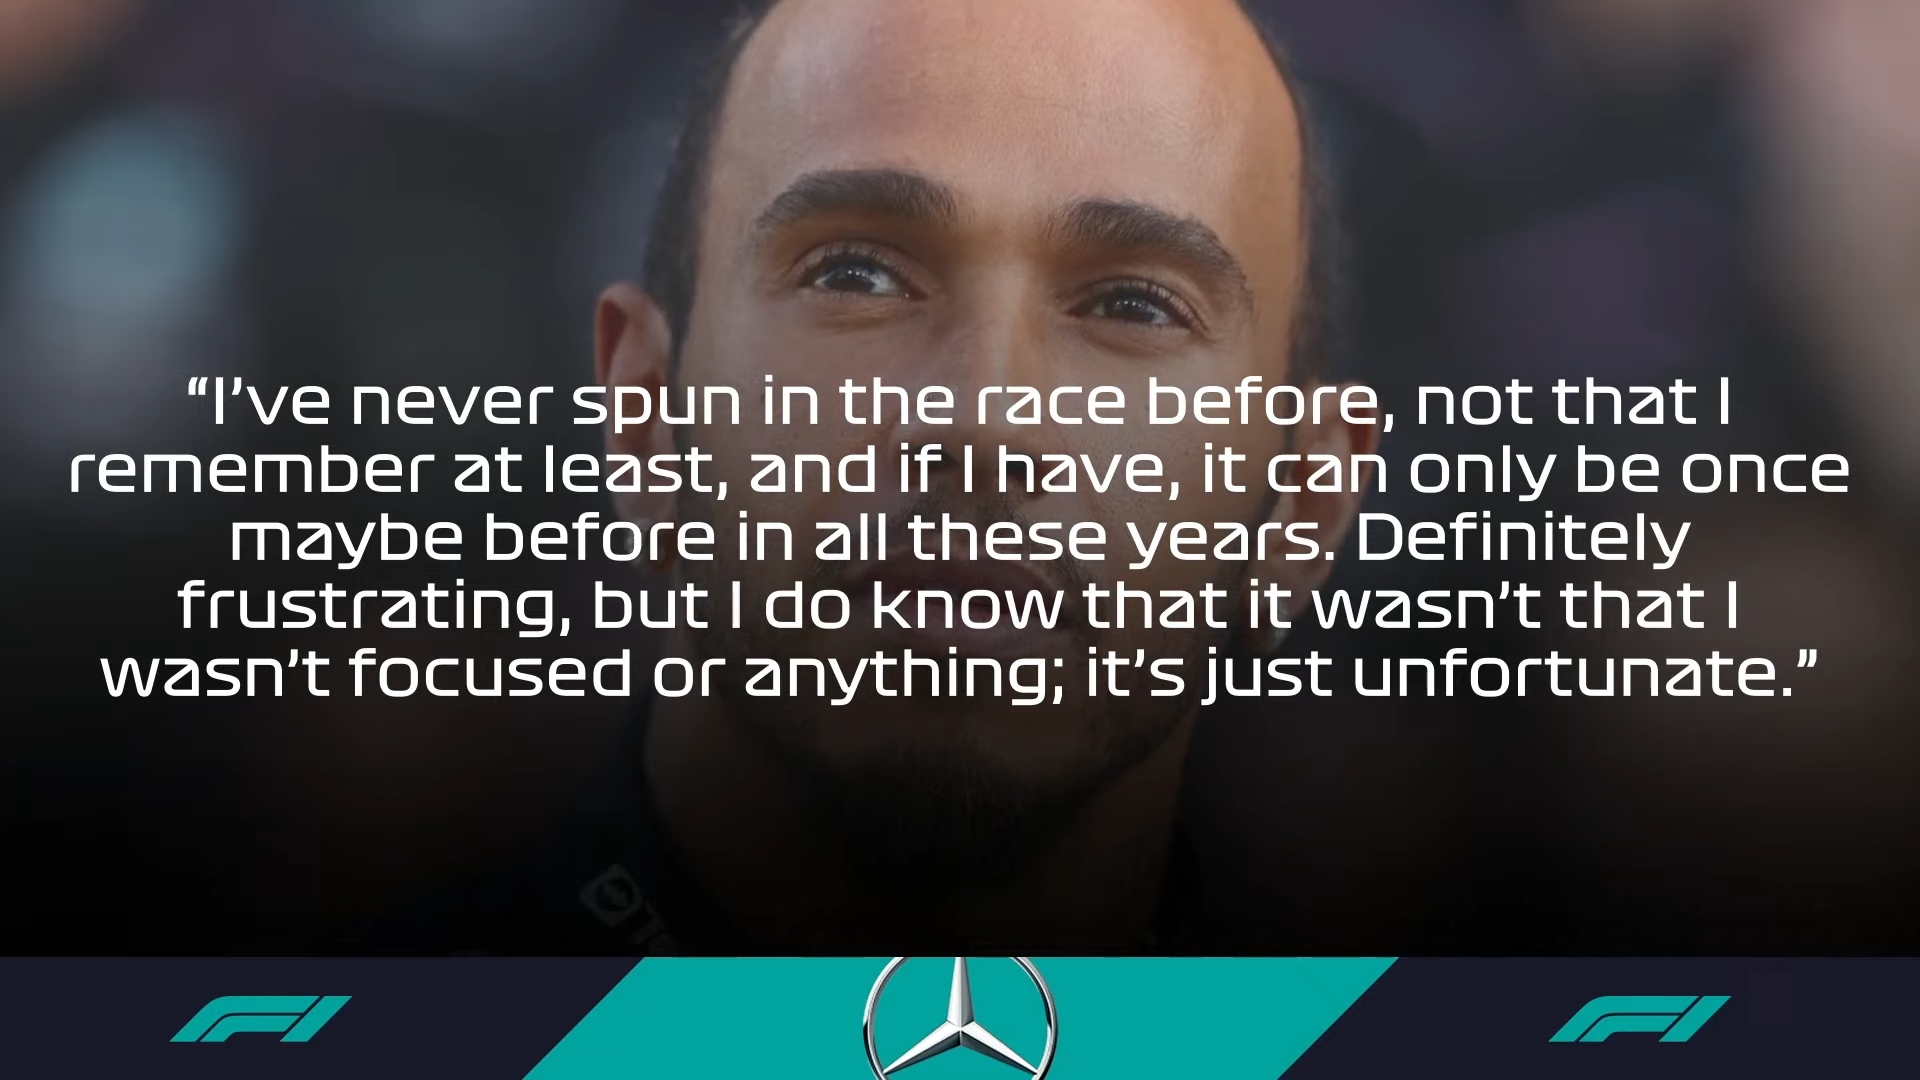 “I’ve never spun in the race before, not that I
remember at least, and if I have, it can only be once
maybe before in all these years. Definitely
frustrating, but I do know that it wasn’t that I
wasn’t focused or anything; it’s just unfortunate.”
F1 F1